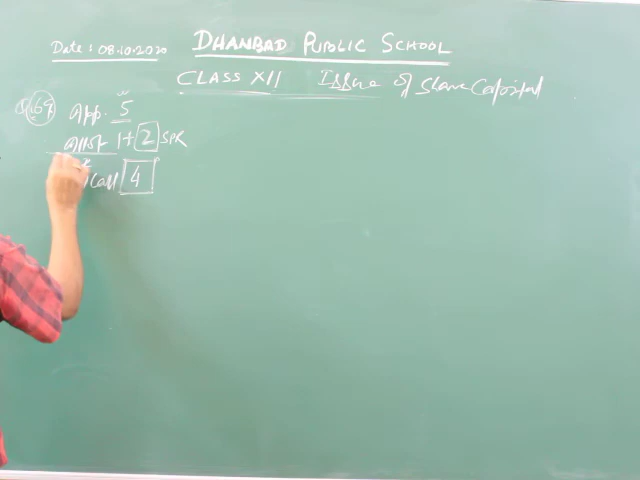 Date: 08.10.2020 DHANBAD PUBLIC SCHOOL
CLASS XII Issue of Share Capital
Q.69 app. 5
allot 1+2 SPR
Call 4